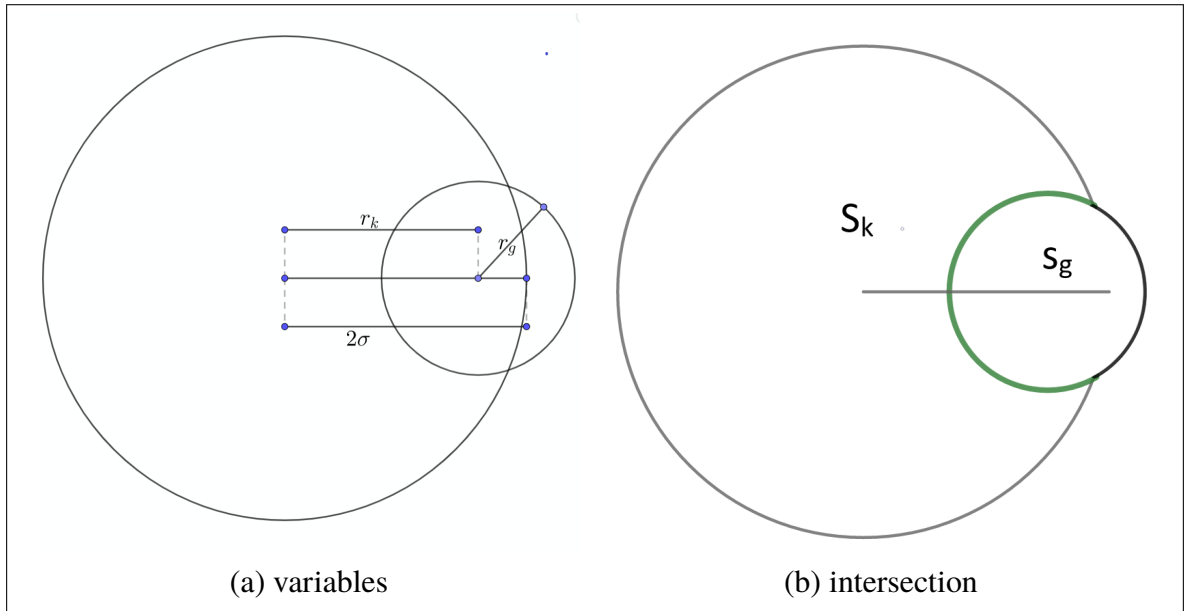 r_k
r_g
2σ
S_k
s_g
(a) variables
(b) intersection